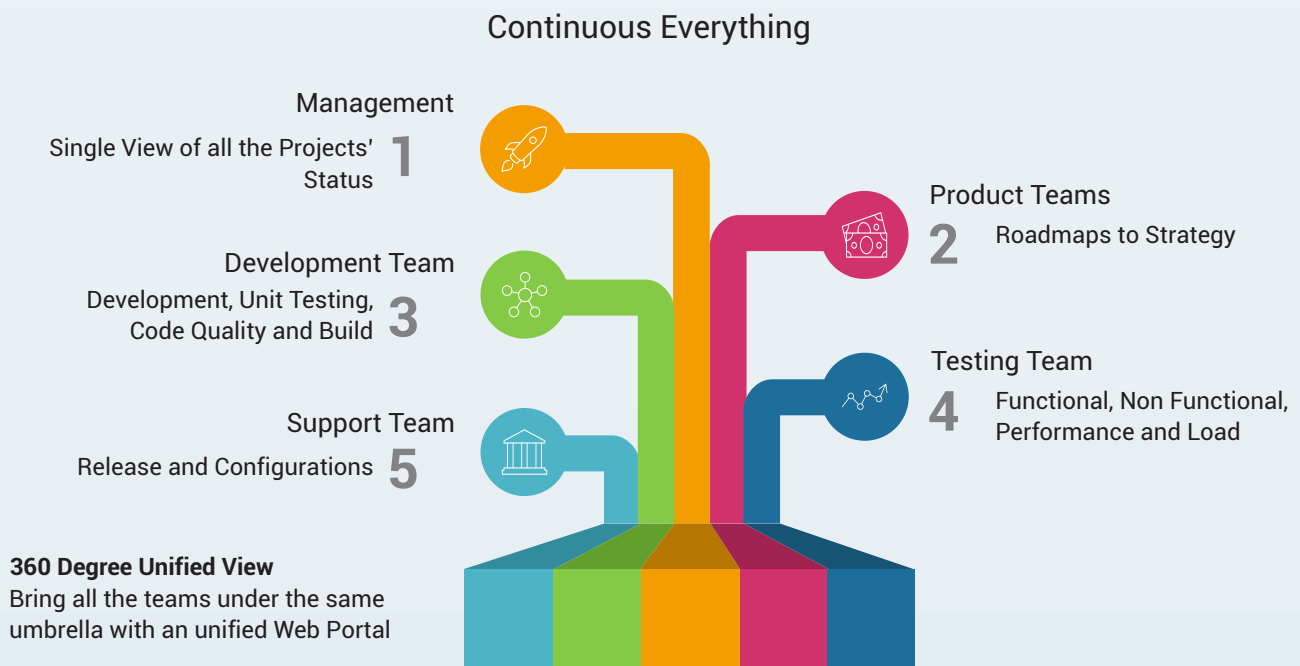 Continuous Everything
Management
1
Single View of all the Projects'
Status
Product Teams
2
Roadmaps to Strategy
Development Team
3
Development, Unit Testing,
Code Quality and Build
Testing Team
4
Functional, Non Functional,
Performance and Load
Support Team
5
Release and Configurations
360 Degree Unified View
Bring all the teams under the same
umbrella with an unified Web Portal